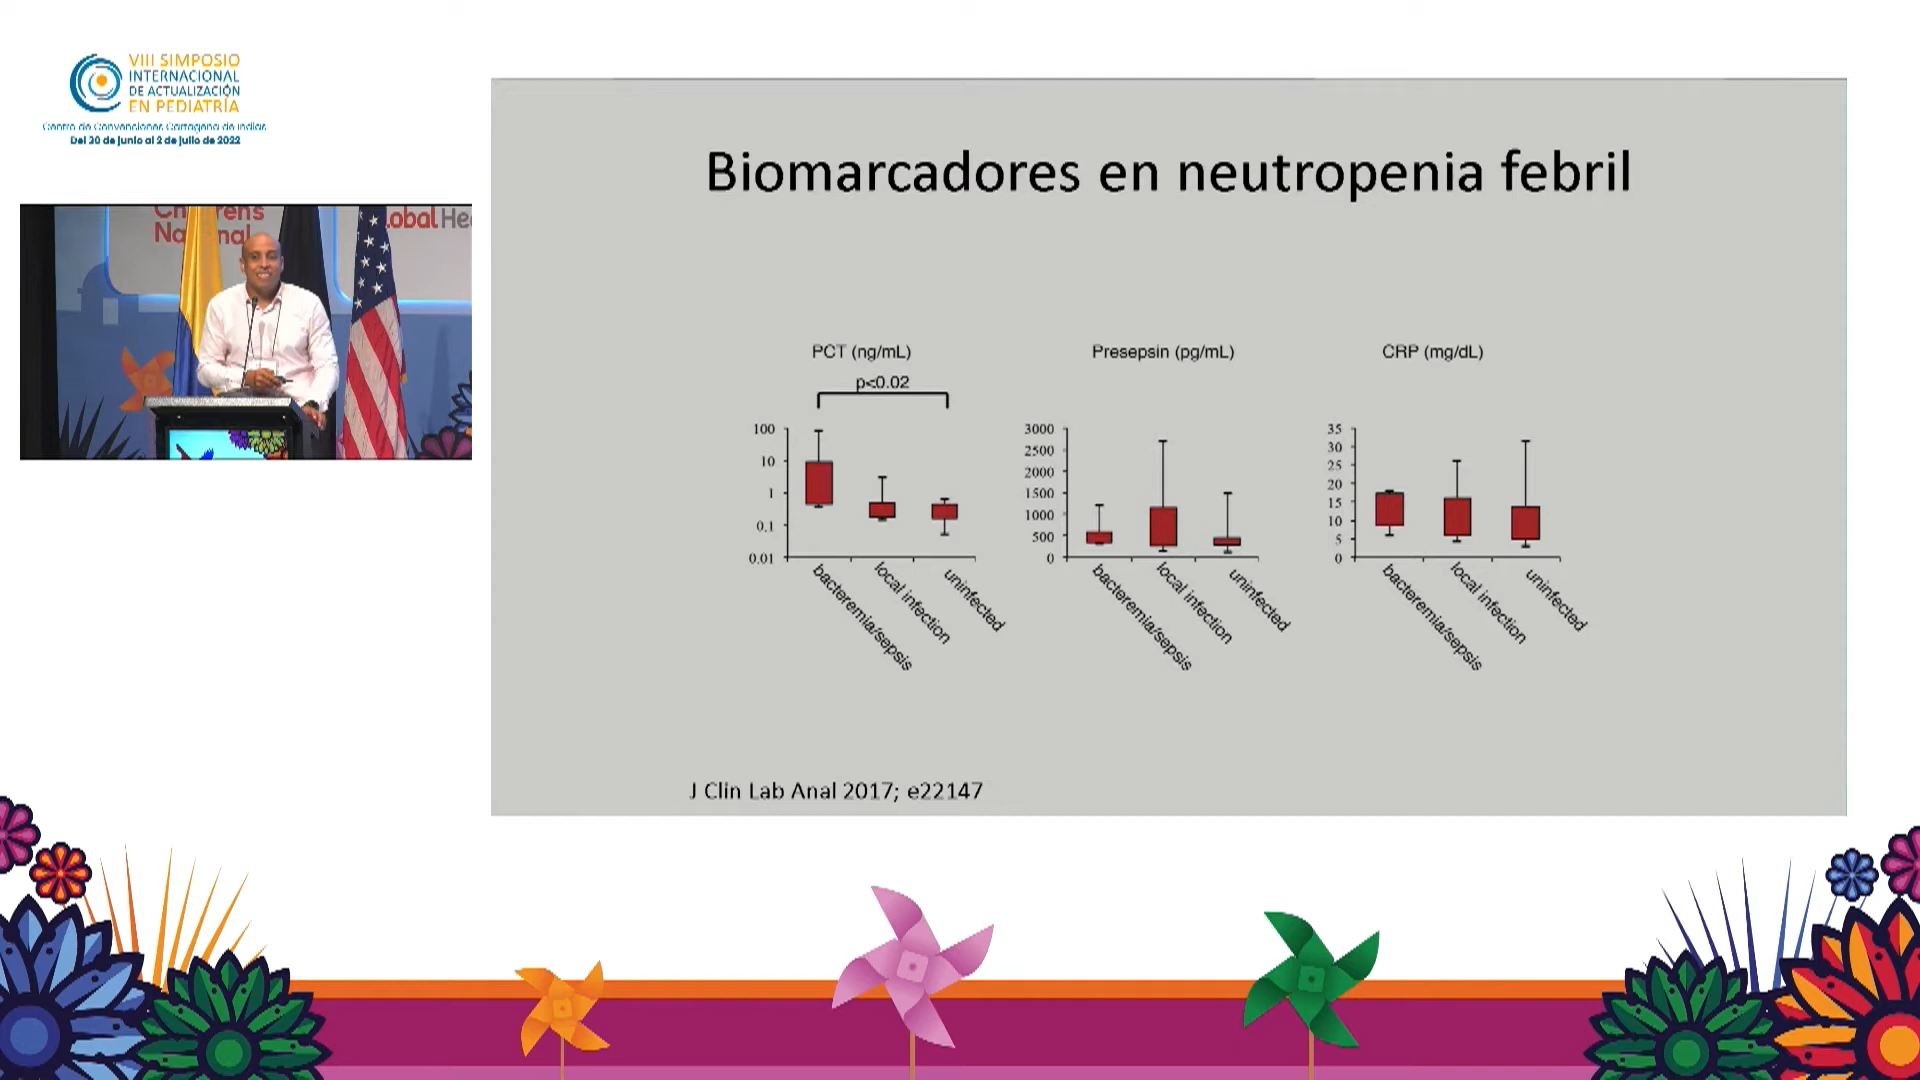 VIII SIMPOSIO
INTERNACIONAL
DE ACTUALIZACIÓN
EN PEDIATRÍA
Centro de Convenciones Cartagena de Indias
Del 30 de junio al 2 de julio de 2022
Biomarcadores en neutropenia febril
PCT (ng/mL)
p<0.02
100
10
1
0.1
0.01
bacteremia/sepsis
local infection
uninfected
Presepsin (pg/mL)
3000
2500
2000
1500
1000
500
0
bacteremia/sepsis
local infection
uninfected
CRP (mg/dL)
35
30
25
20
15
10
5
0
bacteremia/sepsis
local infection
uninfected
J Clin Lab Anal 2017; e22147